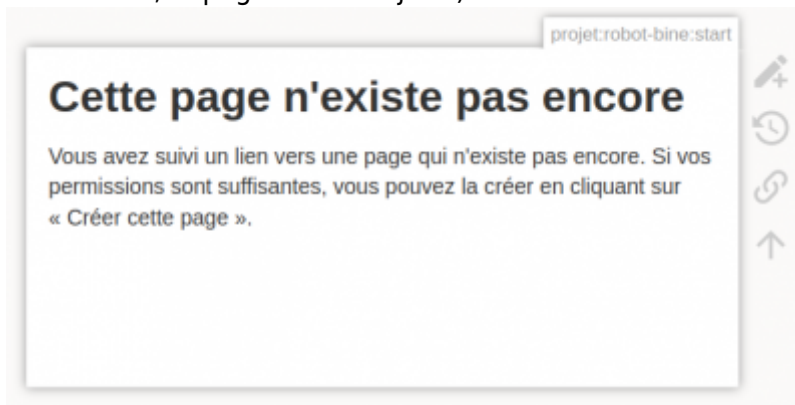 projet:robot-bine:start
Cette page n'existe pas encore
Vous avez suivi un lien vers une page qui n'existe pas encore. Si vos
permissions sont suffisantes, vous pouvez la créer en cliquant sur
« Créer cette page ».